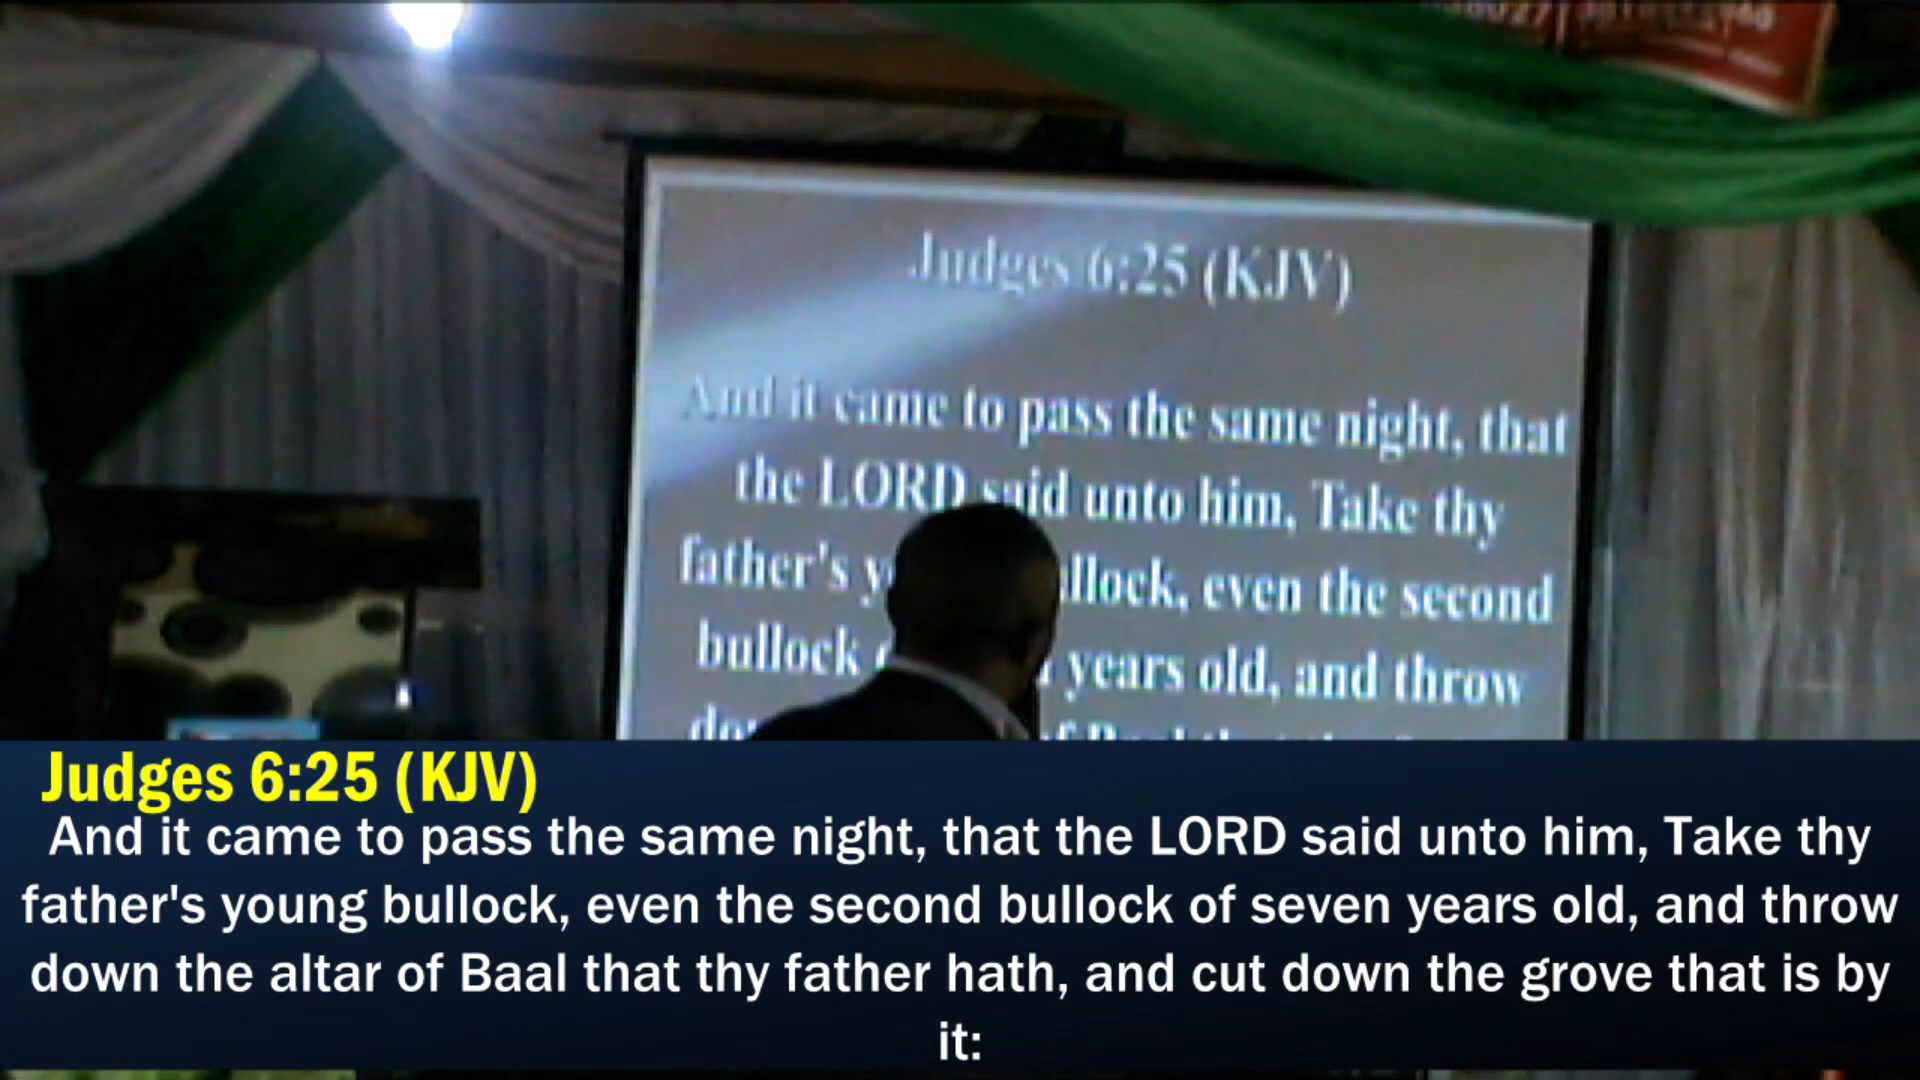 Judges 6:25 (KJV)
And it came to pass the same night, that
the LORD said unto him, Take thy
father's bullock, even the second
bullock years old, and throw
Judges 6:25 (KJV)
And it came to pass the same night, that the LORD said unto him, Take thy
father's young bullock, even the second bullock of seven years old, and throw
down the altar of Baal that thy father hath, and cut down the grove that is by
it: